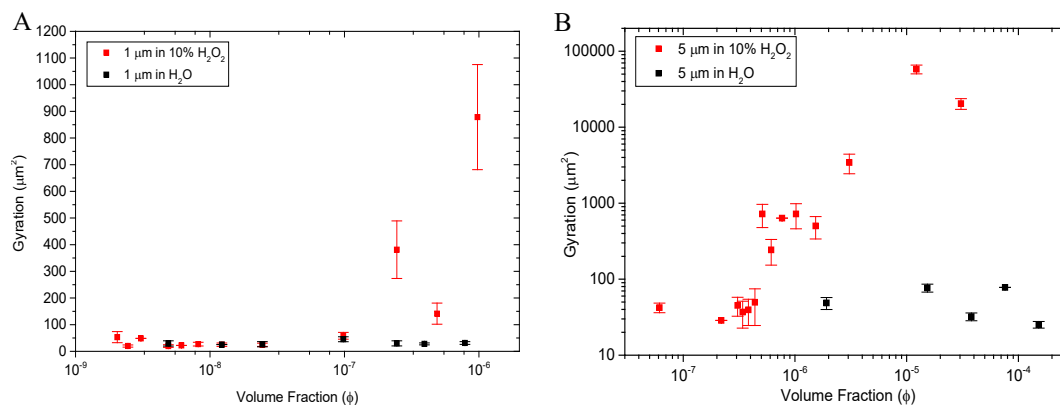 A
1200
1100
1000
900
800
700
600
500
400
300
200
100
0
Gyration (μm²)
1 μm in 10% H₂O₂
1 μm in H₂O
10⁻⁹
10⁻⁸
10⁻⁷
10⁻⁶
Volume Fraction (ϕ)
B
100000
10000
1000
100
10
Gyration (μm²)
5 μm in 10% H₂O₂
5 μm in H₂O
10⁻⁷
10⁻⁶
10⁻⁵
10⁻⁴
Volume Fraction (ϕ)